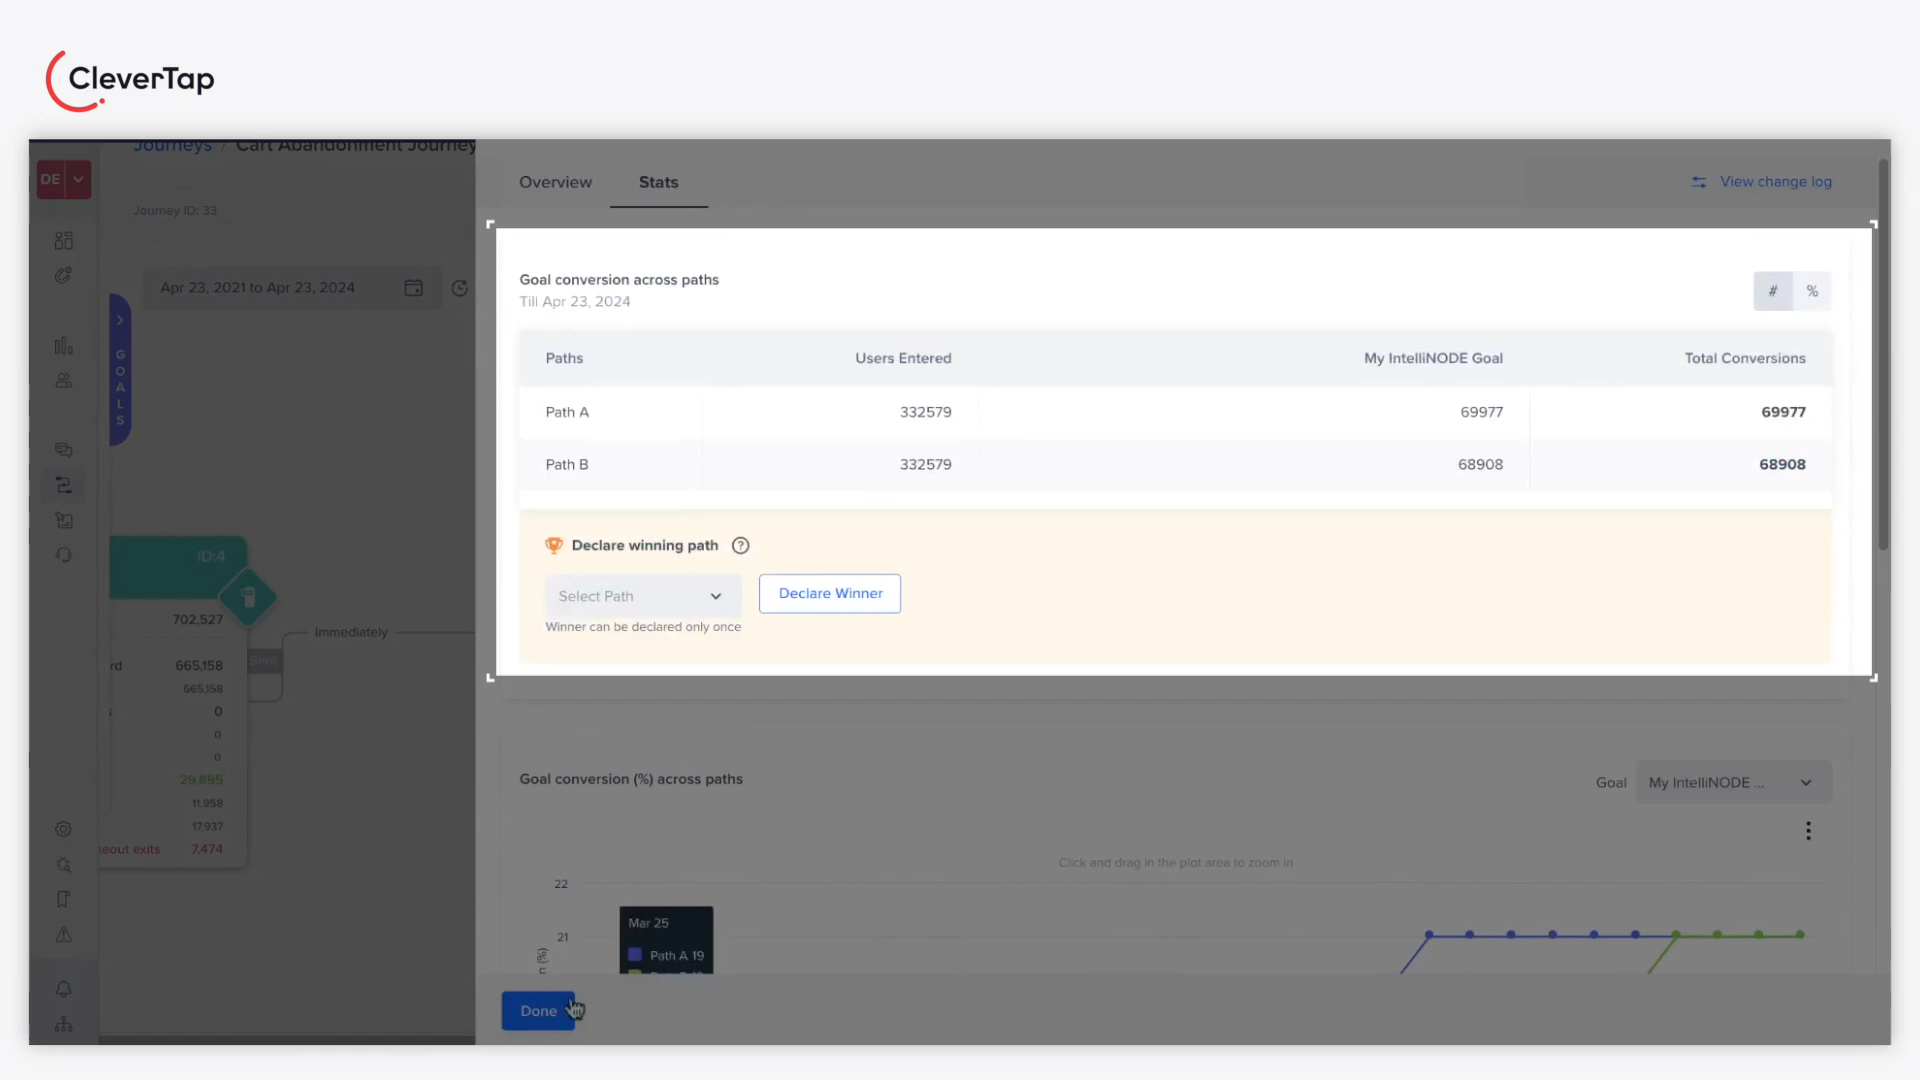 CleverTap
Journeys / Cart Abandonment Journey
DE
Journey ID: 33
Apr 23, 2021 to Apr 23, 2024
GOALS
ID:4
702,527
Immediately
rd 665,158
Sent
665,158
0
0
0
29,895
11,958
17,937
eout exits 7,474
Overview Stats
View change log
Goal conversion across paths
Till Apr 23, 2024
# %
Paths Users Entered My IntelliNODE Goal Total Conversions
Path A 332579 69977 69977
Path B 332579 68908 68908
Declare winning path ?
Select Path
Declare Winner
Winner can be declared only once
Goal conversion (%) across paths
Goal My IntelliNODE ...
Click and drag in the plot area to zoom in
22
21
(%)
Mar 25
Path A 19
Done